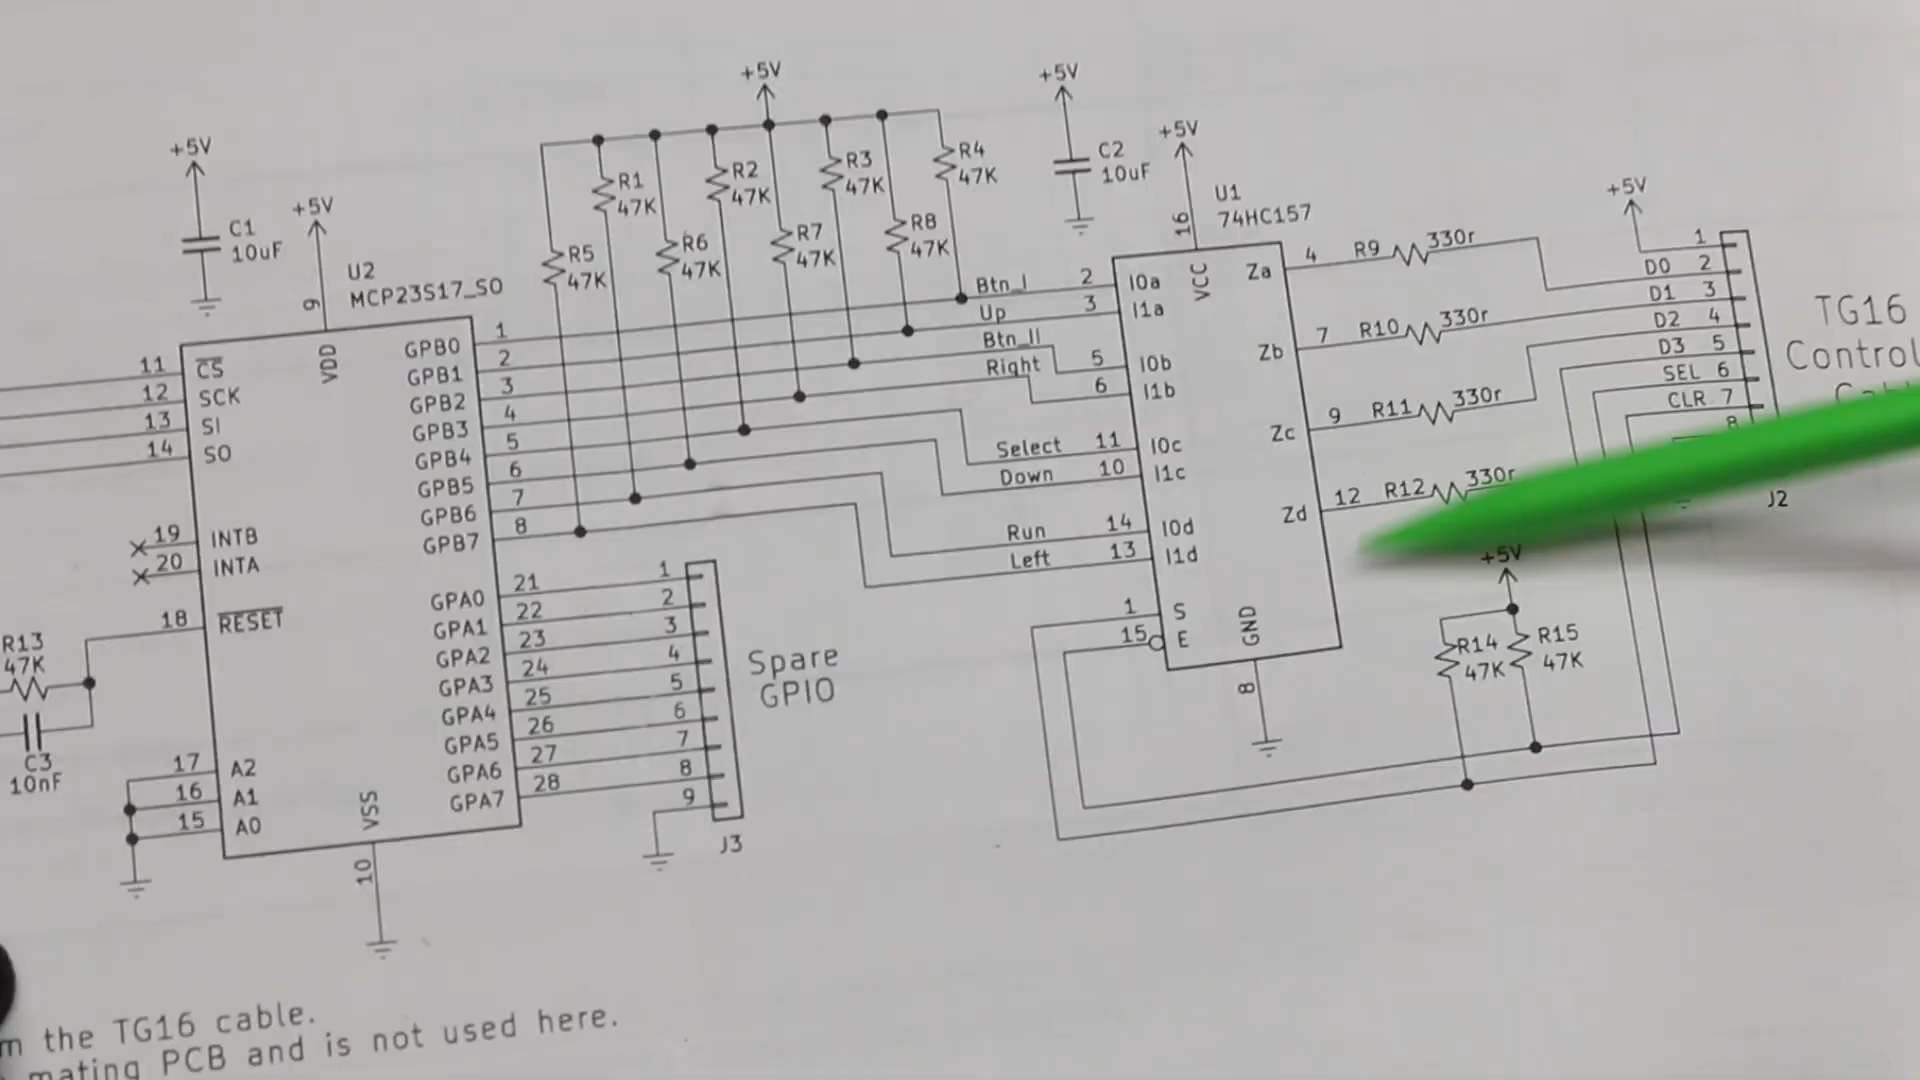 +5V
C1
10uF
+5V
9
VDD
U2
MCP23S17_SO
11
12
13
14
CS
SCK
SI
SO
19
20
INTB
INTA
18
RESET
R13
47K
C3
10nF
17
16
15
A2
A1
A0
VSS
10
GPB0
GPB1
GPB2
GPB3
GPB4
GPB5
GPB6
GPB7
1
2
3
4
5
6
7
8
GPA0
GPA1
GPA2
GPA3
GPA4
GPA5
GPA6
GPA7
21
22
23
24
25
26
27
28
1
2
3
4
5
6
7
8
9
J3
Spare
GPIO
+5V
R5
47K
R1
47K
R6
47K
R2
47K
R7
47K
R3
47K
R8
47K
R4
47K
+5V
C2
10uF
+5V
16
VCC
U1
74HC157
Btn_I 2 I0a
Up 3 I1a
Btn_II 5 I0b
Right 6 I1b
Select 11 I0c
Down 10 I1c
Run 14 I0d
Left 13 I1d
1 S
15 E
GND
8
Za 4 R9 330r
Zb 7 R10 330r
Zc 9 R11 330r
Zd 12 R12 330r
+5V
1
D0 2
D1 3
D2 4
D3 5
SEL 6
CLR 7
8
J2
TG16
+5V
R14
47K
R15
47K
the TG16 cable.
mating PCB and is not used here.